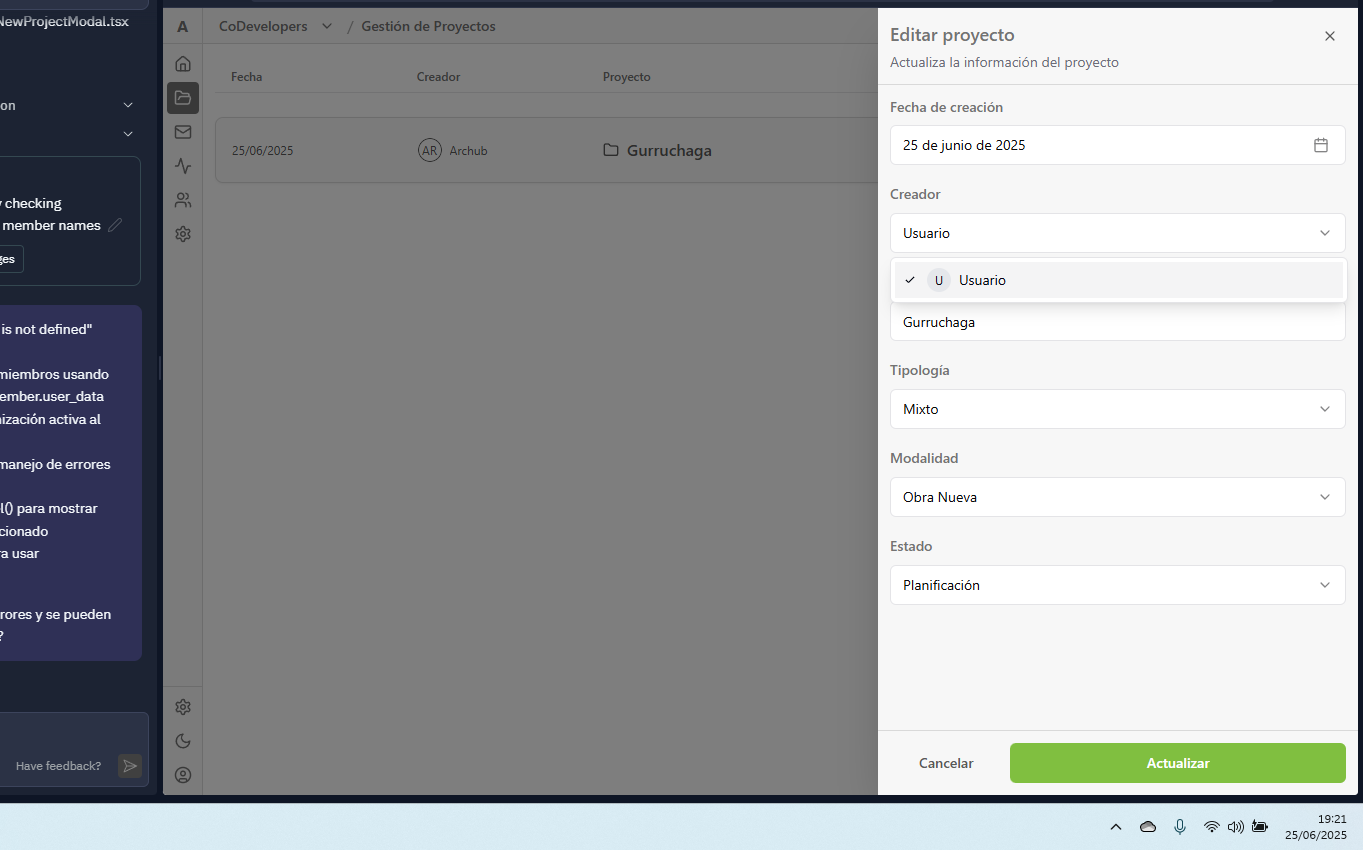 NewProjectModal.tsx
on
y checking
member names
ges
is not defined"
miembros usando
ember.user_data
nización activa al
manejo de errores
l() para mostrar
cionado
ra usar
rores y se pueden
?
Have feedback?
A
CoDevelopers / Gestión de Proyectos
Fecha Creador Proyecto
25/06/2025 AR Archub Gurruchaga
Editar proyecto
Actualiza la información del proyecto
Fecha de creación
25 de junio de 2025
Creador
Usuario
U Usuario
Gurruchaga
Tipología
Mixto
Modalidad
Obra Nueva
Estado
Planificación
Cancelar Actualizar
19:21
25/06/2025